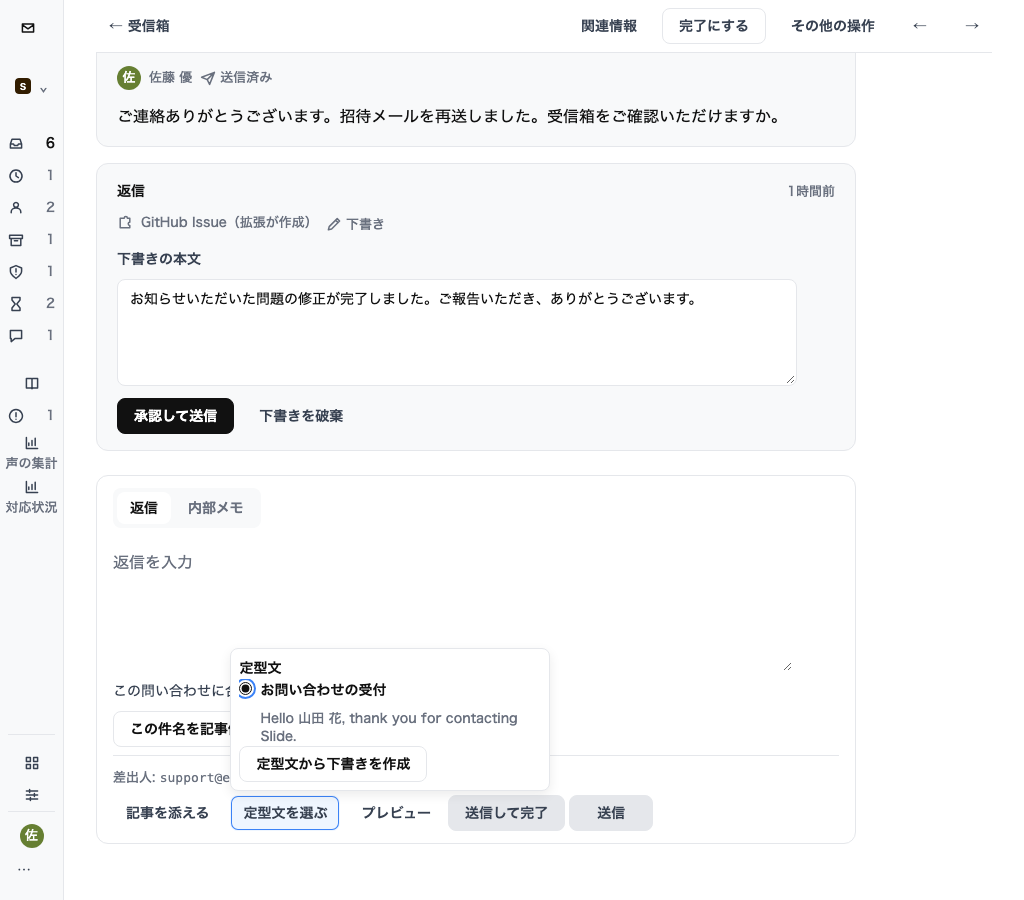 ← 受信箱
関連情報
完了にする
その他の操作
←
→
S
6
1
2
1
1
2
1
1
声の集計
対応状況
佐
…
佐 佐藤 優 送信済み
ご連絡ありがとうございます。招待メールを再送しました。受信箱をご確認いただけますか。
返信
1時間前
GitHub Issue（拡張が作成） 下書き
下書きの本文
お知らせいただいた問題の修正が完了しました。ご報告いただき、ありがとうございます。
承認して送信
下書きを破棄
返信
内部メモ
返信を入力
この問い合わせに
この件名を記事
差出人: support@e
定型文
お問い合わせの受付
Hello 山田 花, thank you for contacting
Slide.
定型文から下書きを作成
記事を添える
定型文を選ぶ
プレビュー
送信して完了
送信